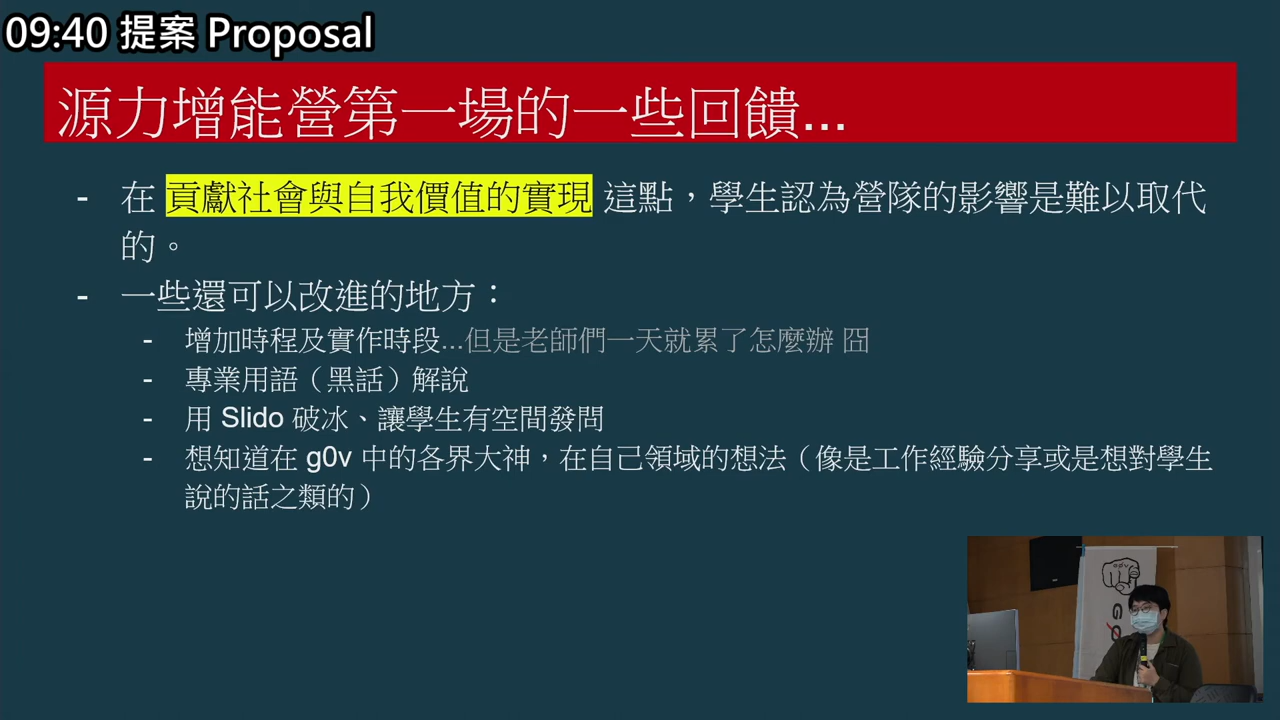 09:40 提案 Proposal
源力增能營第一場的一些回饋...
- 在 貢獻社會與自我價值的實現 這點，學生認為營隊的影響是難以取代
的。
- 一些還可以改進的地方：
- 增加時程及實作時段...但是老師們一天就累了怎麼辦 囧
- 專業用語（黑話）解說
- 用 Slido 破冰、讓學生有空間發問
- 想知道在 g0v 中的各界大神，在自己領域的想法（像是工作經驗分享或是想對學生
說的話之類的）